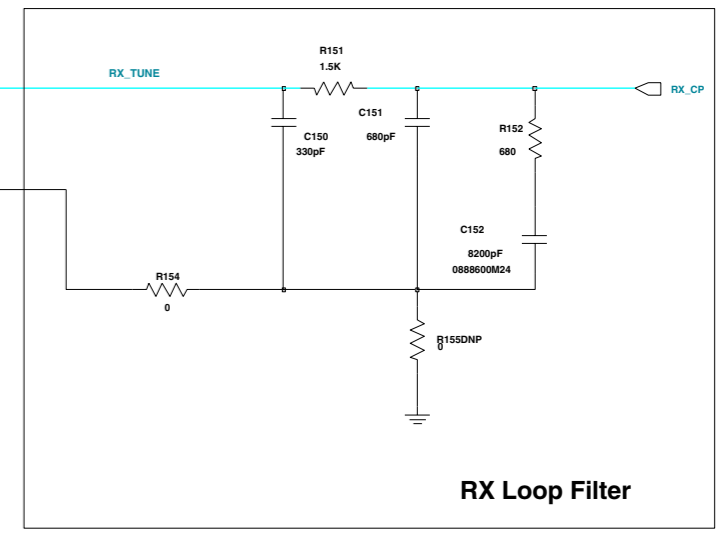 R151
1.5K
RX_TUNE
RX_CP
C151
680pF
C150
330pF
R152
680
C152
8200pF
0888600M24
R154
0
R155DNP
0
RX Loop Filter